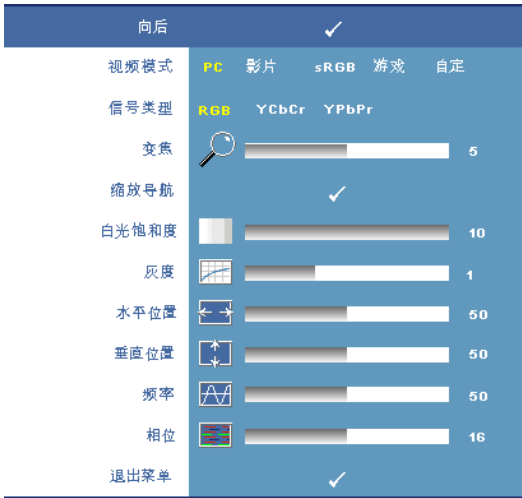 向后
视频模式 PC 影片 sRGB 游戏 自定
信号类型 RGB YCbCr YPbPr
变焦 5
缩放导航
白光饱和度 10
灰度 1
水平位置 50
垂直位置 50
频率 50
相位 16
退出菜单